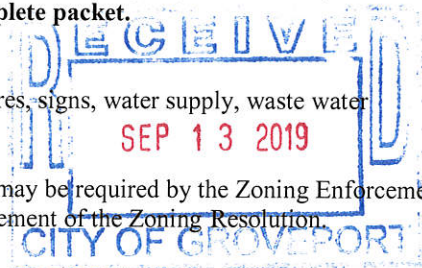 plete packet.
RECEIVED
res, signs, water supply, waste water
SEP 13 2019
may be required by the Zoning Enforceme
ement of the Zoning Resolution.
CITY OF GROVEPORT